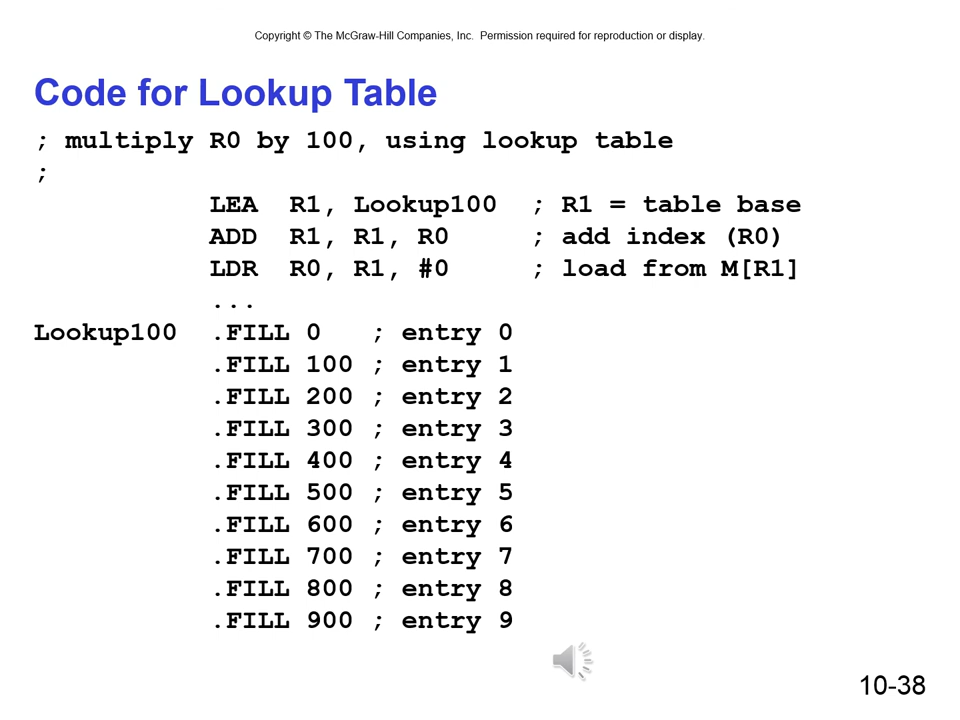 Copyright © The McGraw-Hill Companies, Inc. Permission required for reproduction or display.
Code for Lookup Table
; multiply R0 by 100, using lookup table
;
LEA R1, Lookup100 ; R1 = table base
ADD R1, R1, R0 ; add index (R0)
LDR R0, R1, #0 ; load from M[R1]
...
Lookup100 .FILL 0 ; entry 0
.FILL 100 ; entry 1
.FILL 200 ; entry 2
.FILL 300 ; entry 3
.FILL 400 ; entry 4
.FILL 500 ; entry 5
.FILL 600 ; entry 6
.FILL 700 ; entry 7
.FILL 800 ; entry 8
.FILL 900 ; entry 9
10-38